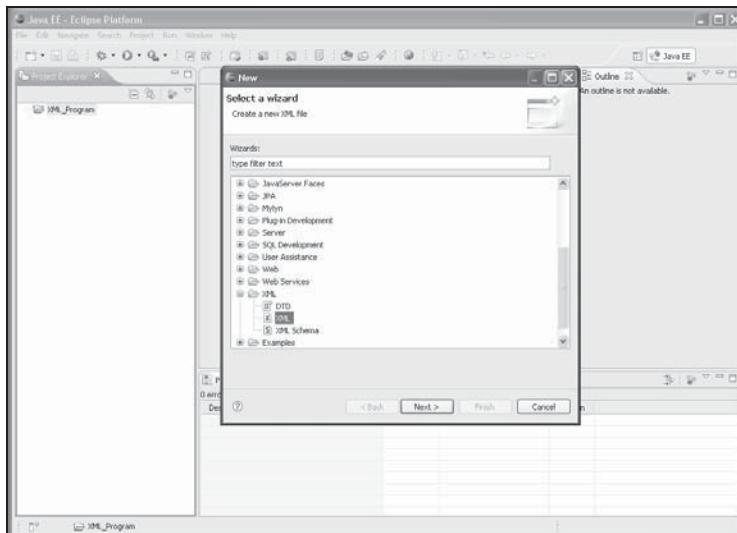 Java EE - Eclipse Platform
File Edit Navigate Search Project Run Window Help
Java EE
Project Explorer
XML_Program
New
Select a wizard
Create a new XML file
Wizards:
type filter text
JavaServer Faces
JPA
Mylyn
Plug-in Development
Server
SQL Development
User Assistance
Web
Web Services
XML
DTD
XML
XML Schema
Examples
< Back
Next >
Finish
Cancel
Outline
An outline is not available.
XML_Program